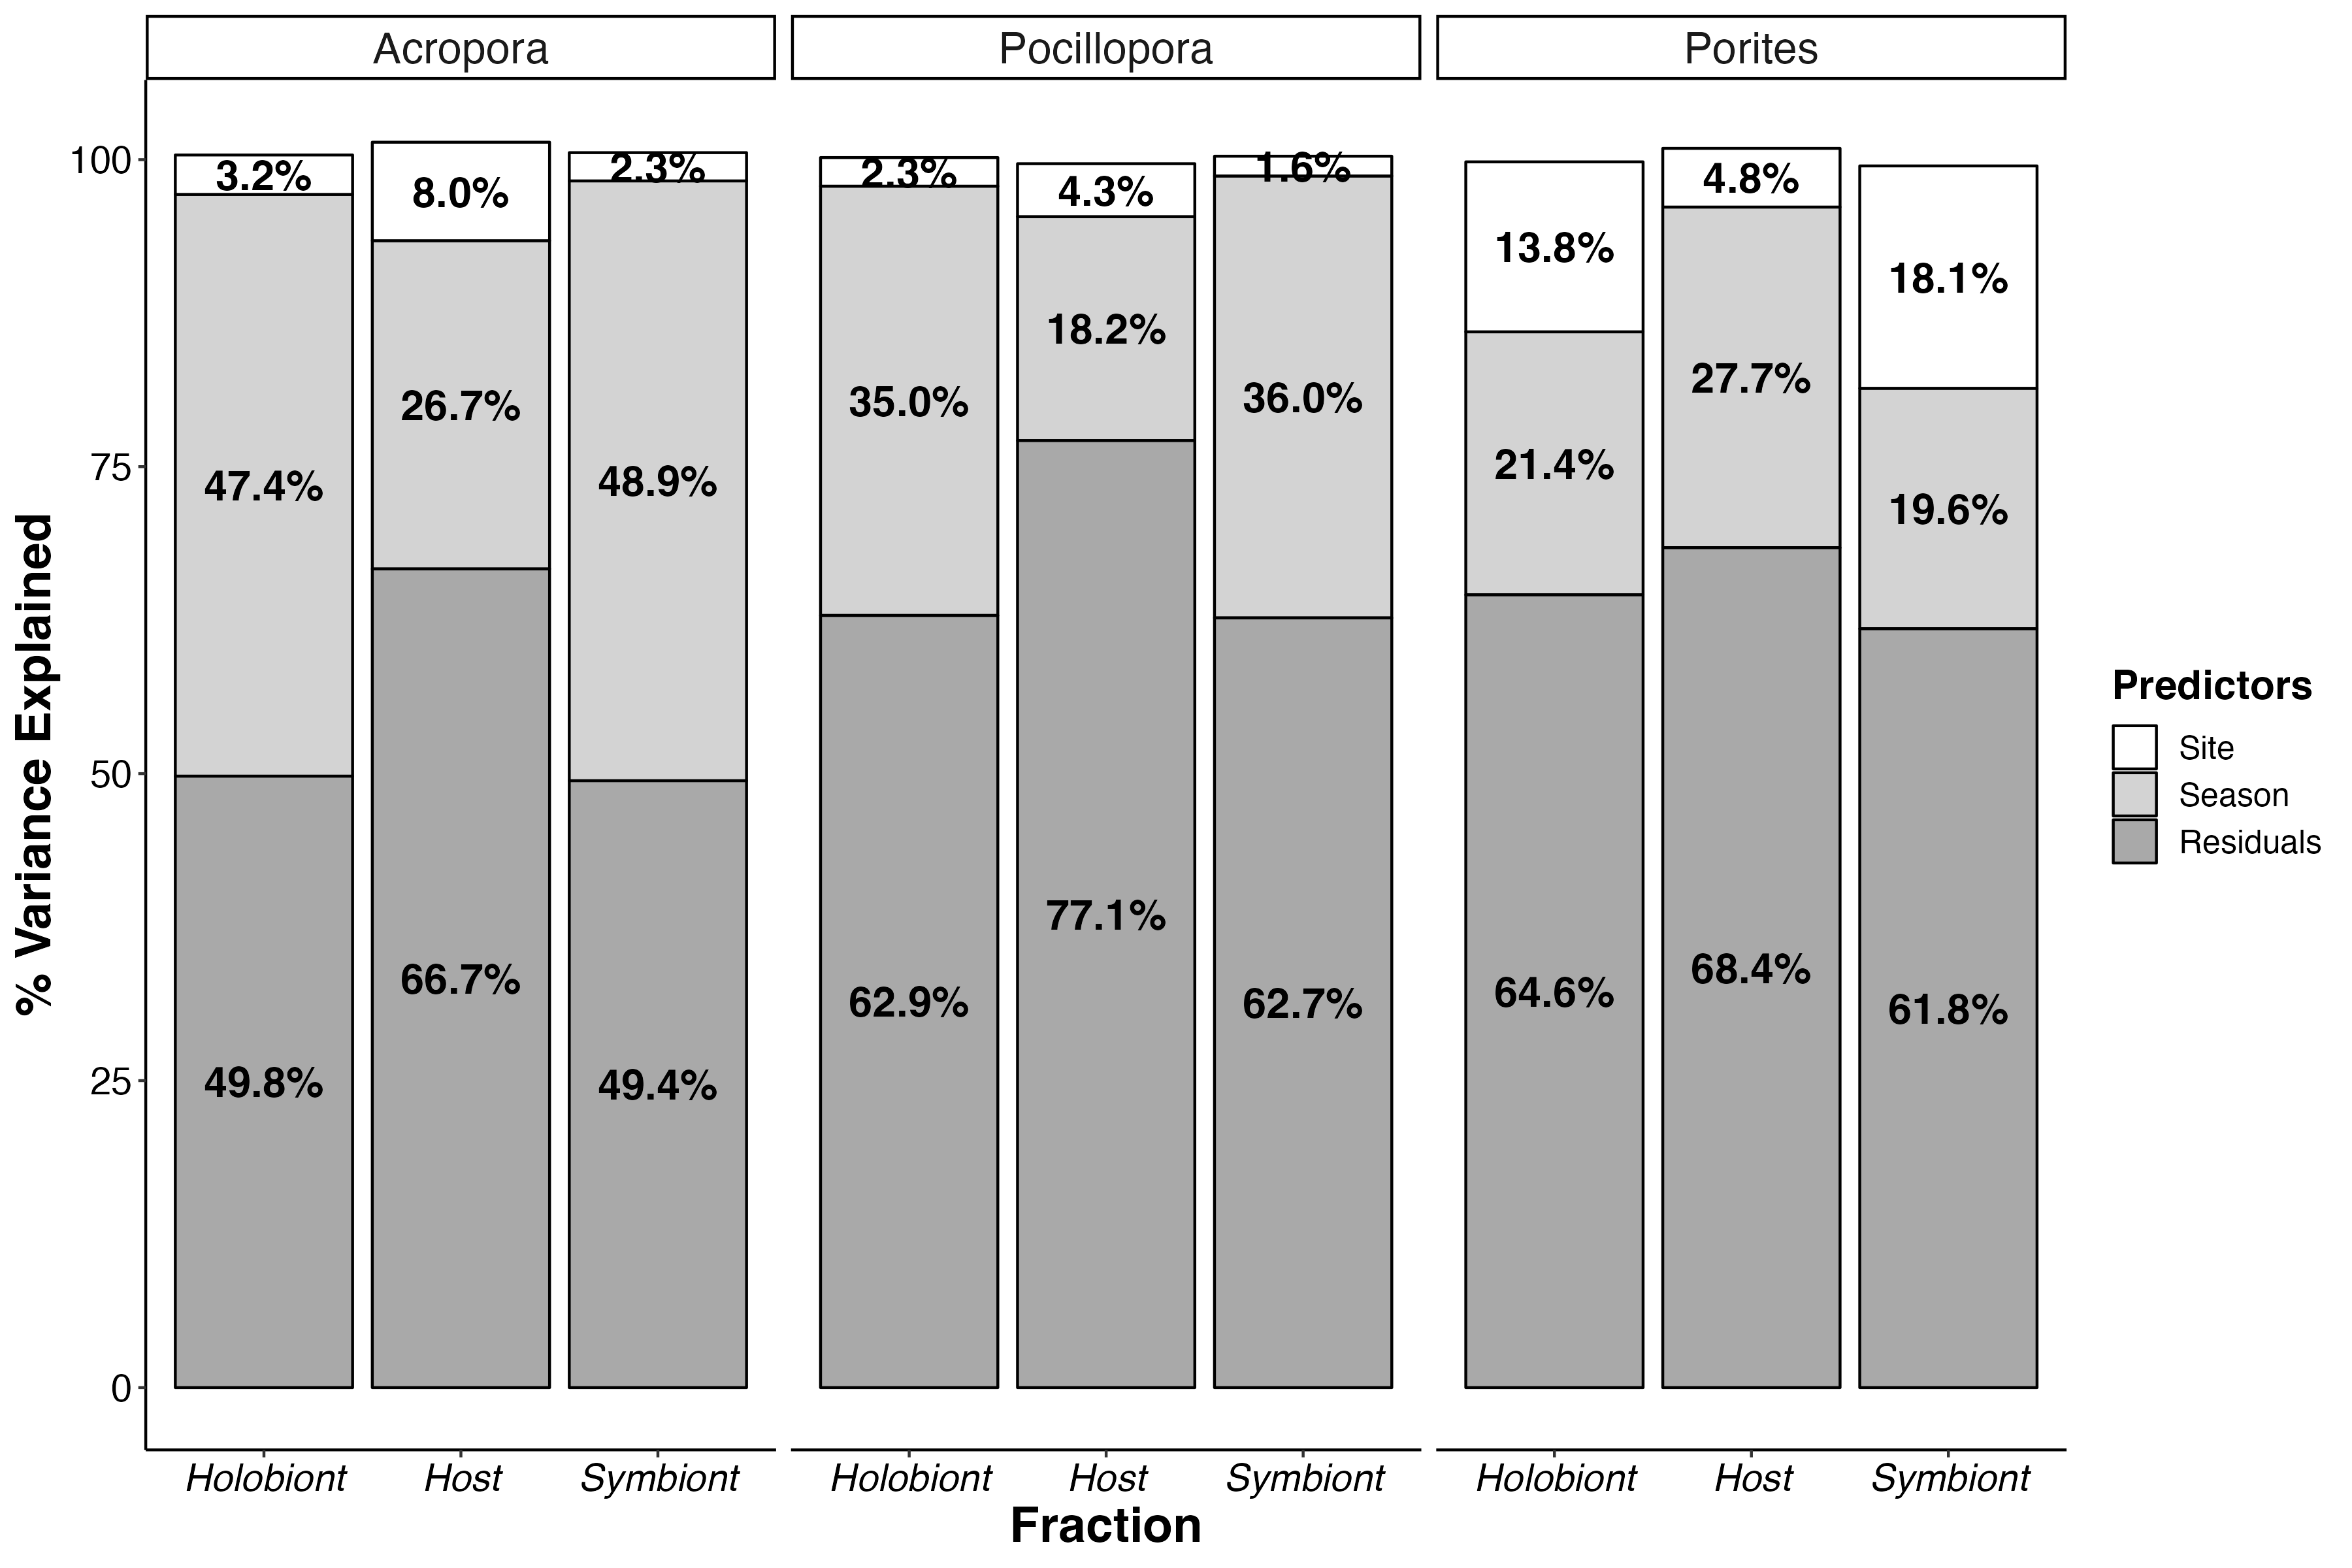 Acropora Pocillopora Porites
% Variance Explained
100
75
50
25
0
3.2% 8.0% 2.3% 2.3% 4.3% 1.6% 13.8% 4.8% 18.1%
47.4% 26.7% 48.9% 35.0% 18.2% 36.0% 21.4% 27.7% 19.6%
49.8% 66.7% 49.4% 62.9% 77.1% 62.7% 64.6% 68.4% 61.8%
Holobiont Host Symbiont Holobiont Host Symbiont Holobiont Host Symbiont
Fraction
Predictors
Site
Season
Residuals